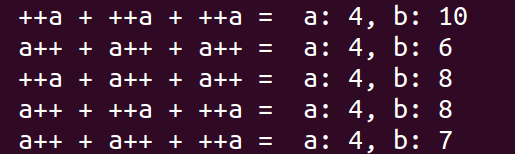 ++a + ++a + ++a =  a: 4, b: 10
a++ + a++ + a++ =  a: 4, b: 6
++a + a++ + a++ =  a: 4, b: 8
a++ + ++a + ++a =  a: 4, b: 8
a++ + a++ + ++a =  a: 4, b: 7